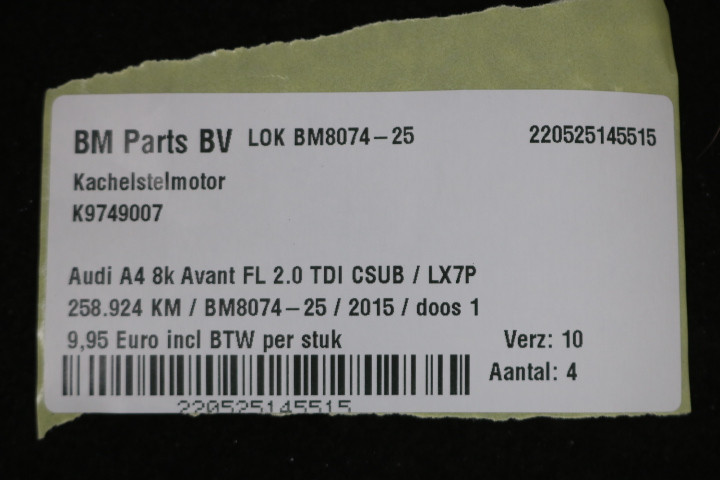 BM Parts BV LOK BM8074-25 220525145515
Kachelstelmotor
K9749007
Audi A4 8k Avant FL 2.0 TDI CSUB / LX7P
258.924 KM / BM8074-25 / 2015 / doos 1
9,95 Euro incl BTW per stuk Verz: 10
Aantal: 4
220525145515